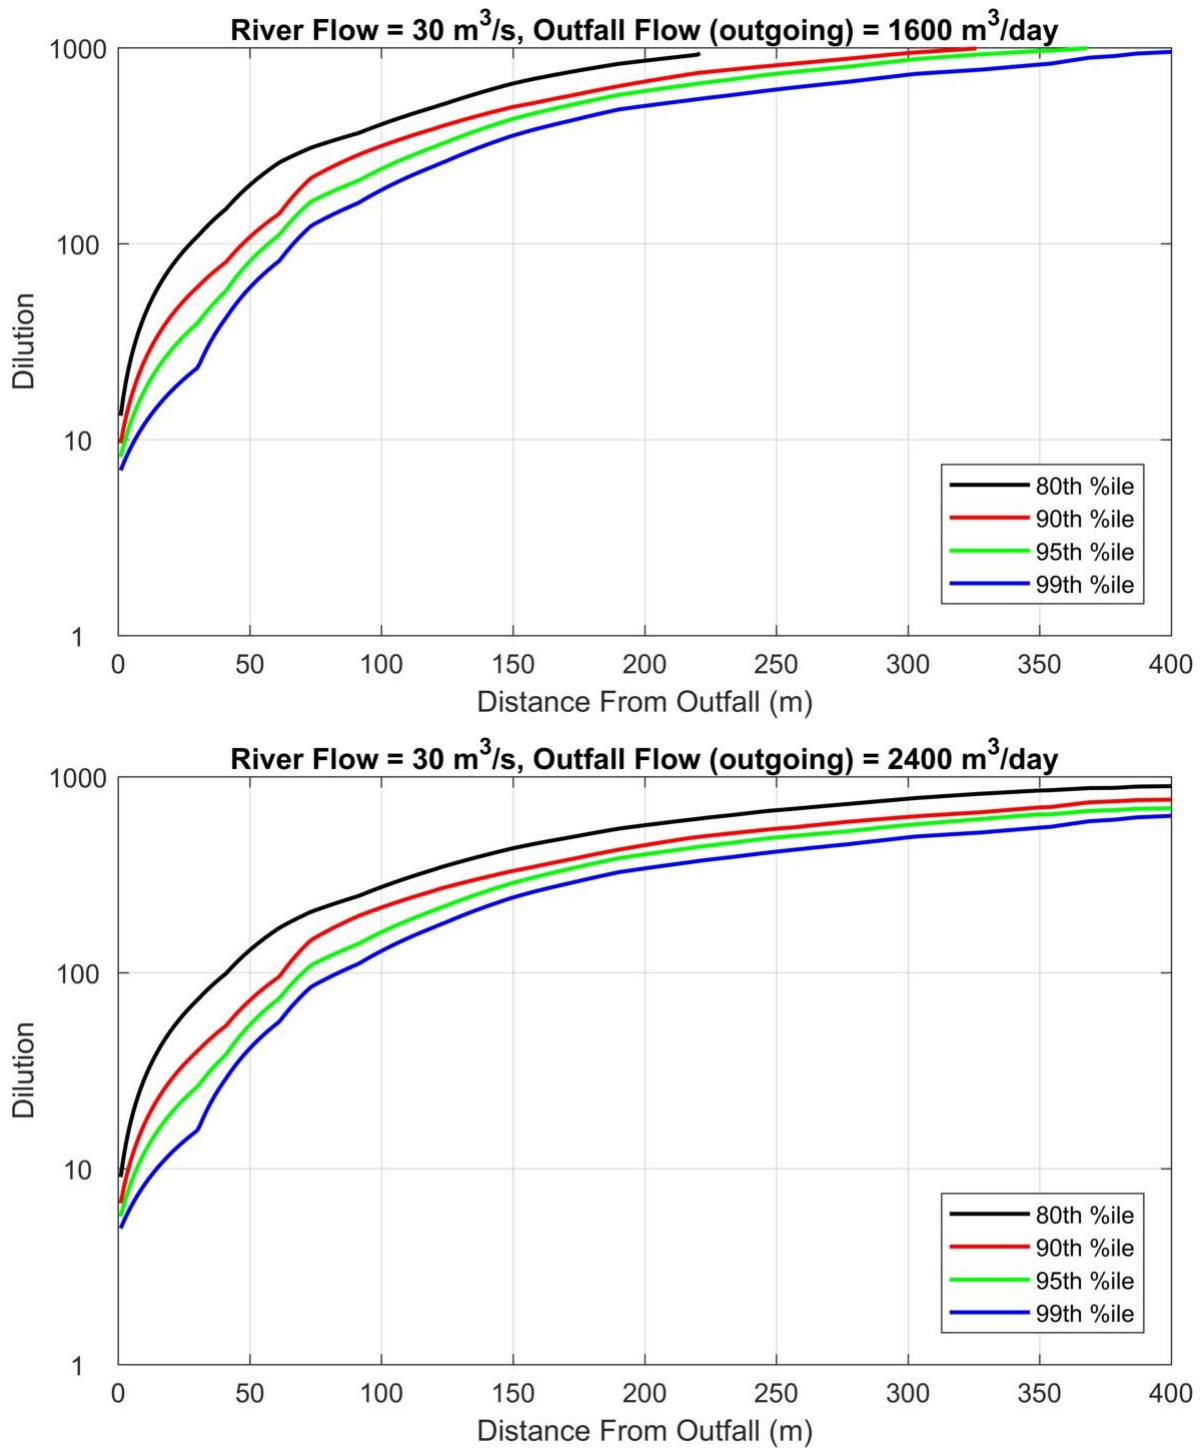 River Flow = 30 m³/s, Outfall Flow (outgoing) = 1600 m³/day
1000
100
10
1
Dilution
80th %ile
90th %ile
95th %ile
99th %ile
0 50 100 150 200 250 300 350 400
Distance From Outfall (m)
River Flow = 30 m³/s, Outfall Flow (outgoing) = 2400 m³/day
1000
100
10
1
Dilution
80th %ile
90th %ile
95th %ile
99th %ile
0 50 100 150 200 250 300 350 400
Distance From Outfall (m)